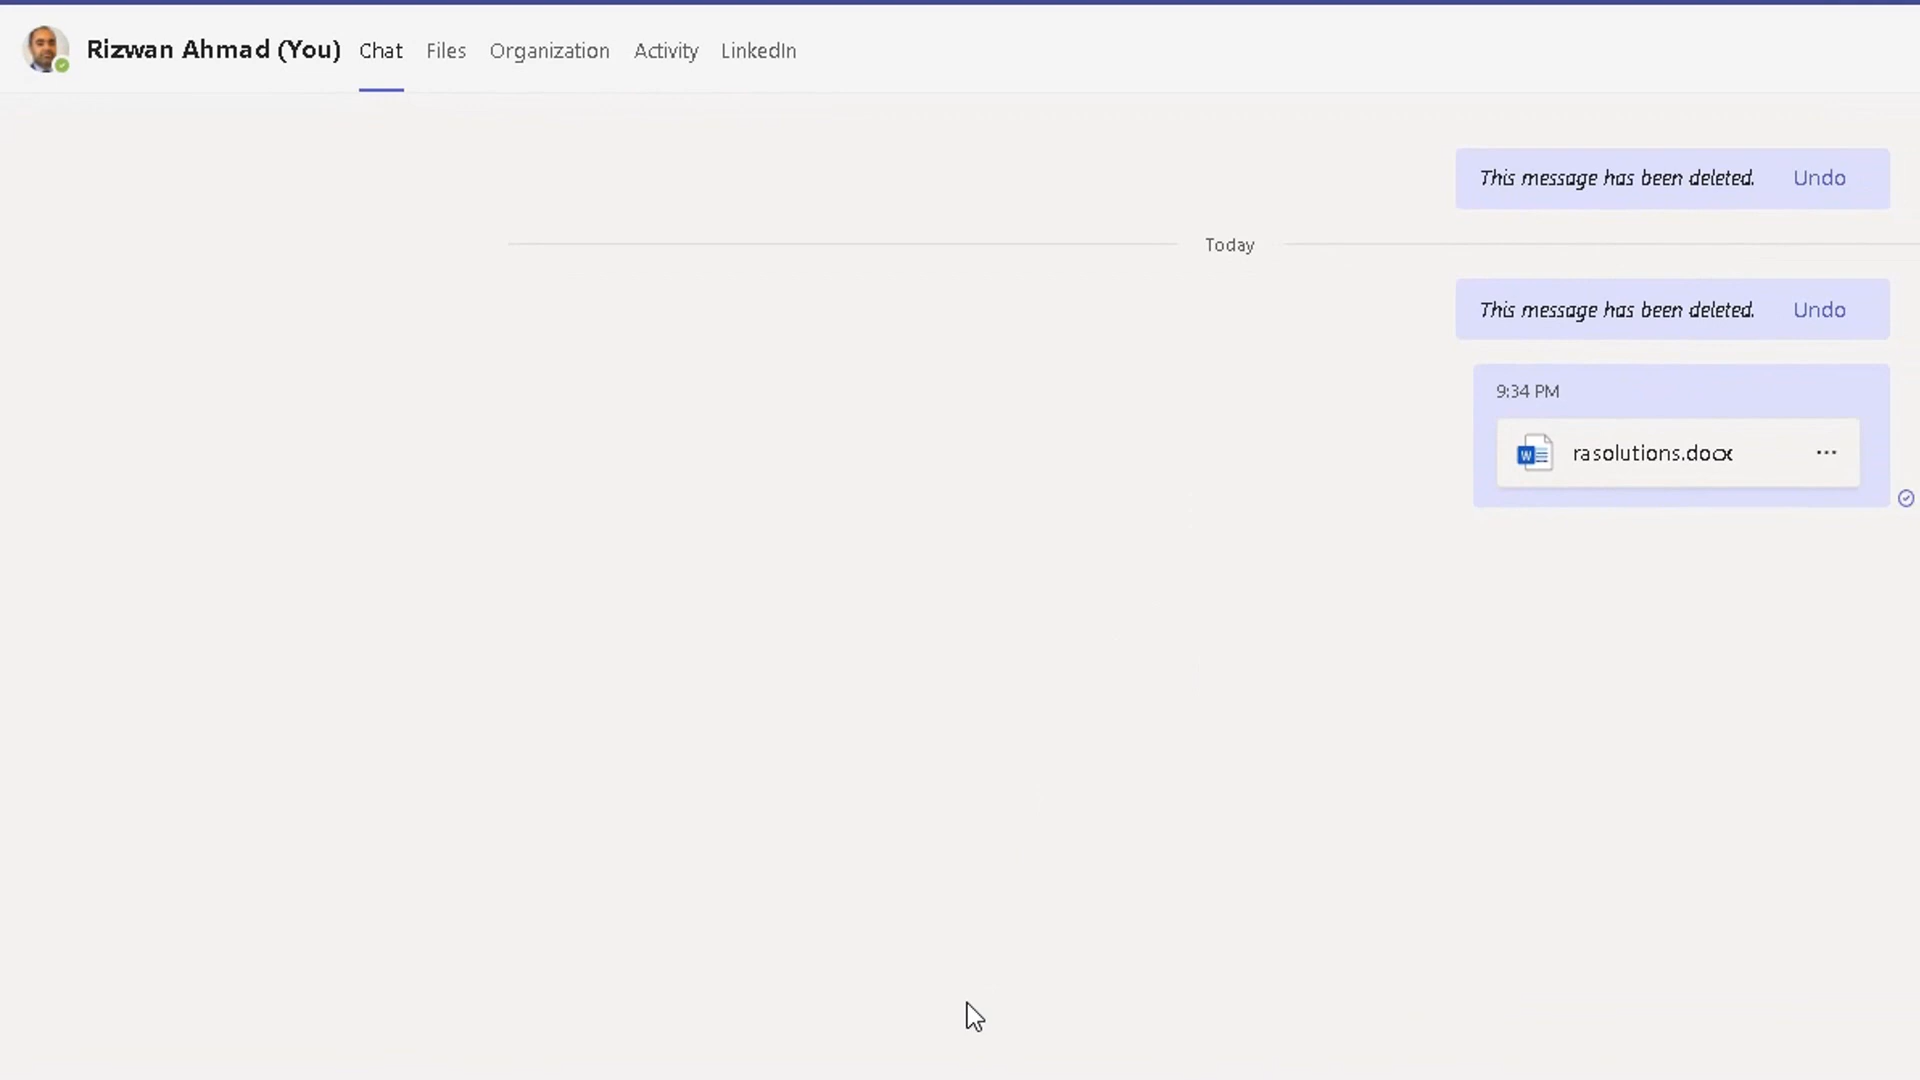 Rizwan Ahmad (You) Chat Files Organization Activity LinkedIn
This message has been deleted. Undo
Today
This message has been deleted. Undo
9:34 PM
W rasolutions.docx ...